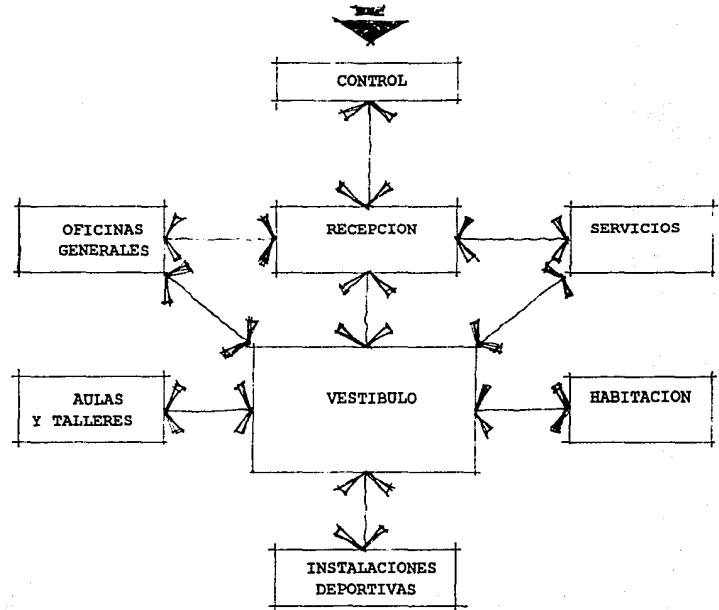 CONTROL
OFICINAS
GENERALES
RECEPCION
SERVICIOS
AULAS
Y TALLERES
VESTIBULO
HABITACION
INSTALACIONES
DEPORTIVAS